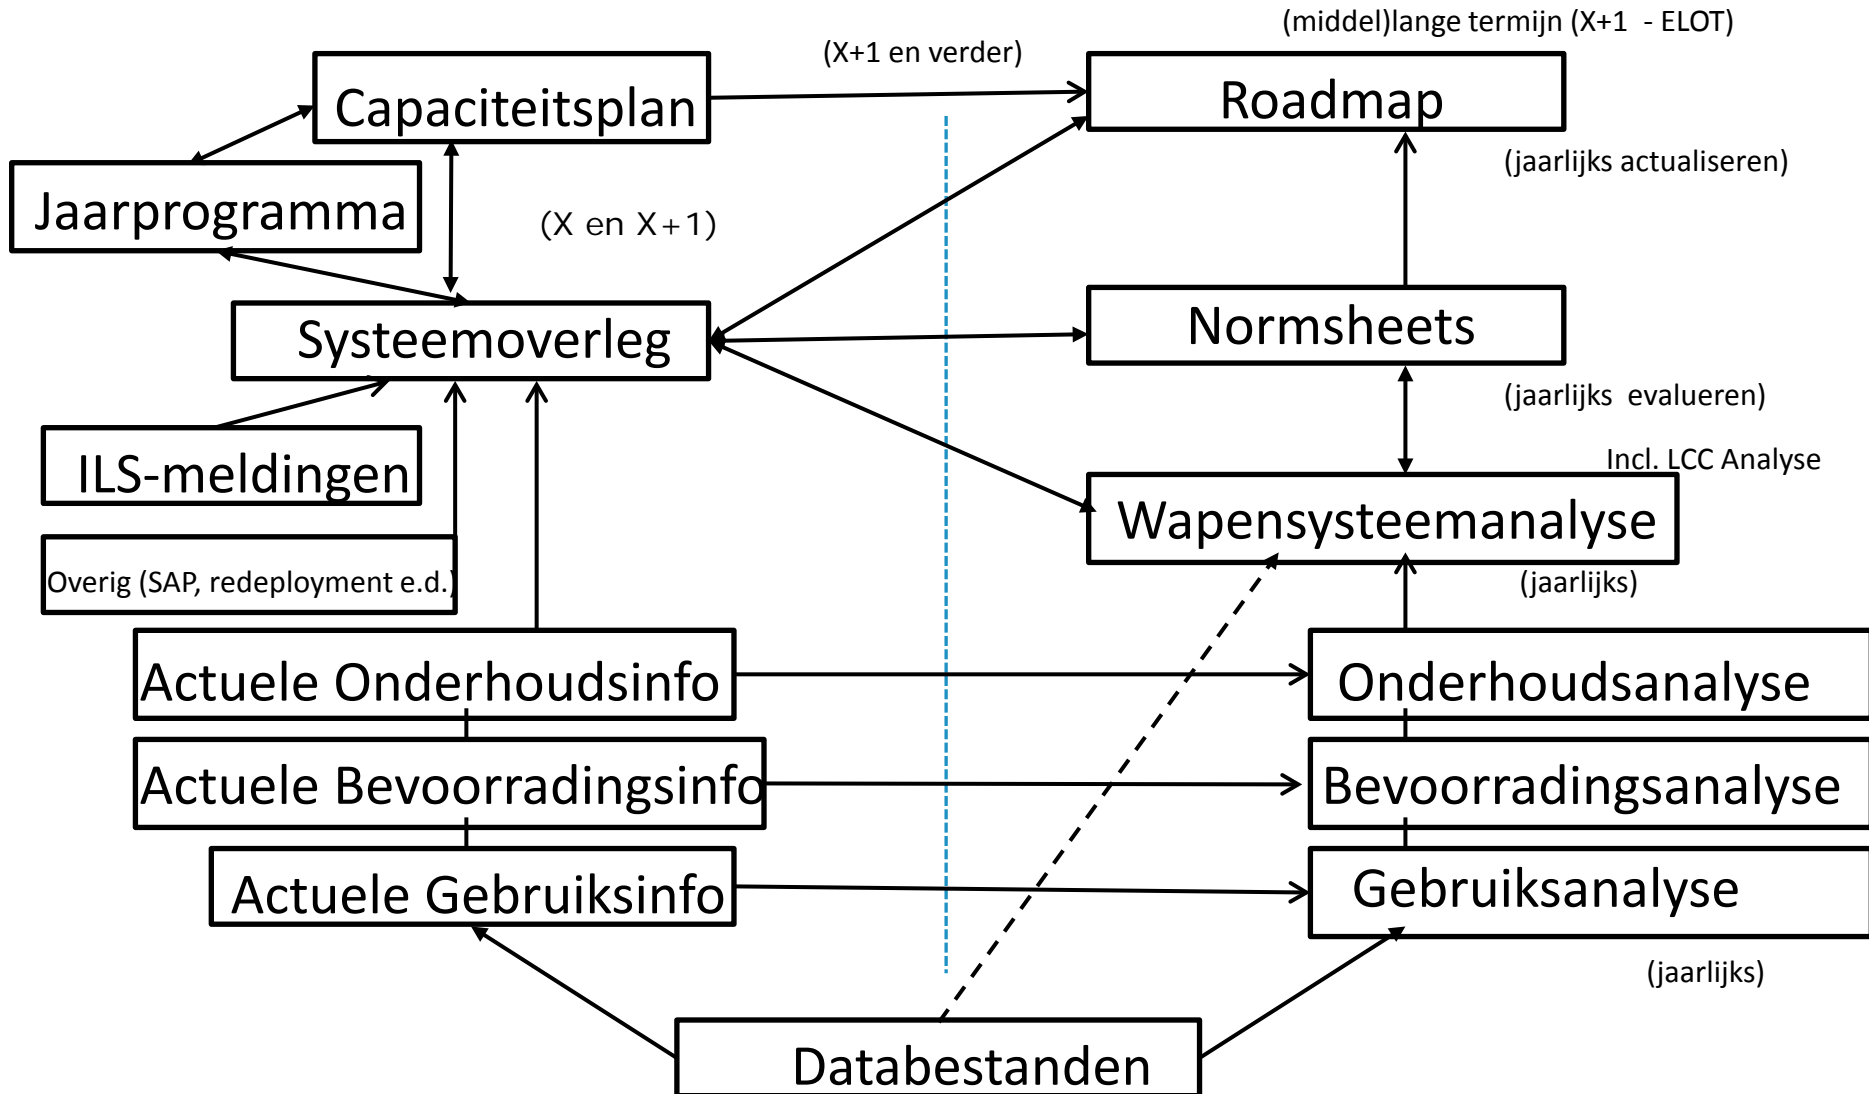 (middel)lange termijn (X+1 - ELOT)
(X+1 en verder)
Capaciteitsplan
Roadmap
(jaarlijks actualiseren)
Jaarprogramma
(X en X+1)
Systeemoverleg
Normsheets
(jaarlijks evalueren)
ILS-meldingen
Incl. LCC Analyse
Wapensysteemanalyse
Overig (SAP, redeployment e.d.)
(jaarlijks)
Actuele Onderhoudsinfo
Onderhoudsanalyse
Actuele Bevoorradingsinfo
Bevoorradingsanalyse
Actuele Gebruiksinfo
Gebruiksanalyse
(jaarlijks)
Databestanden